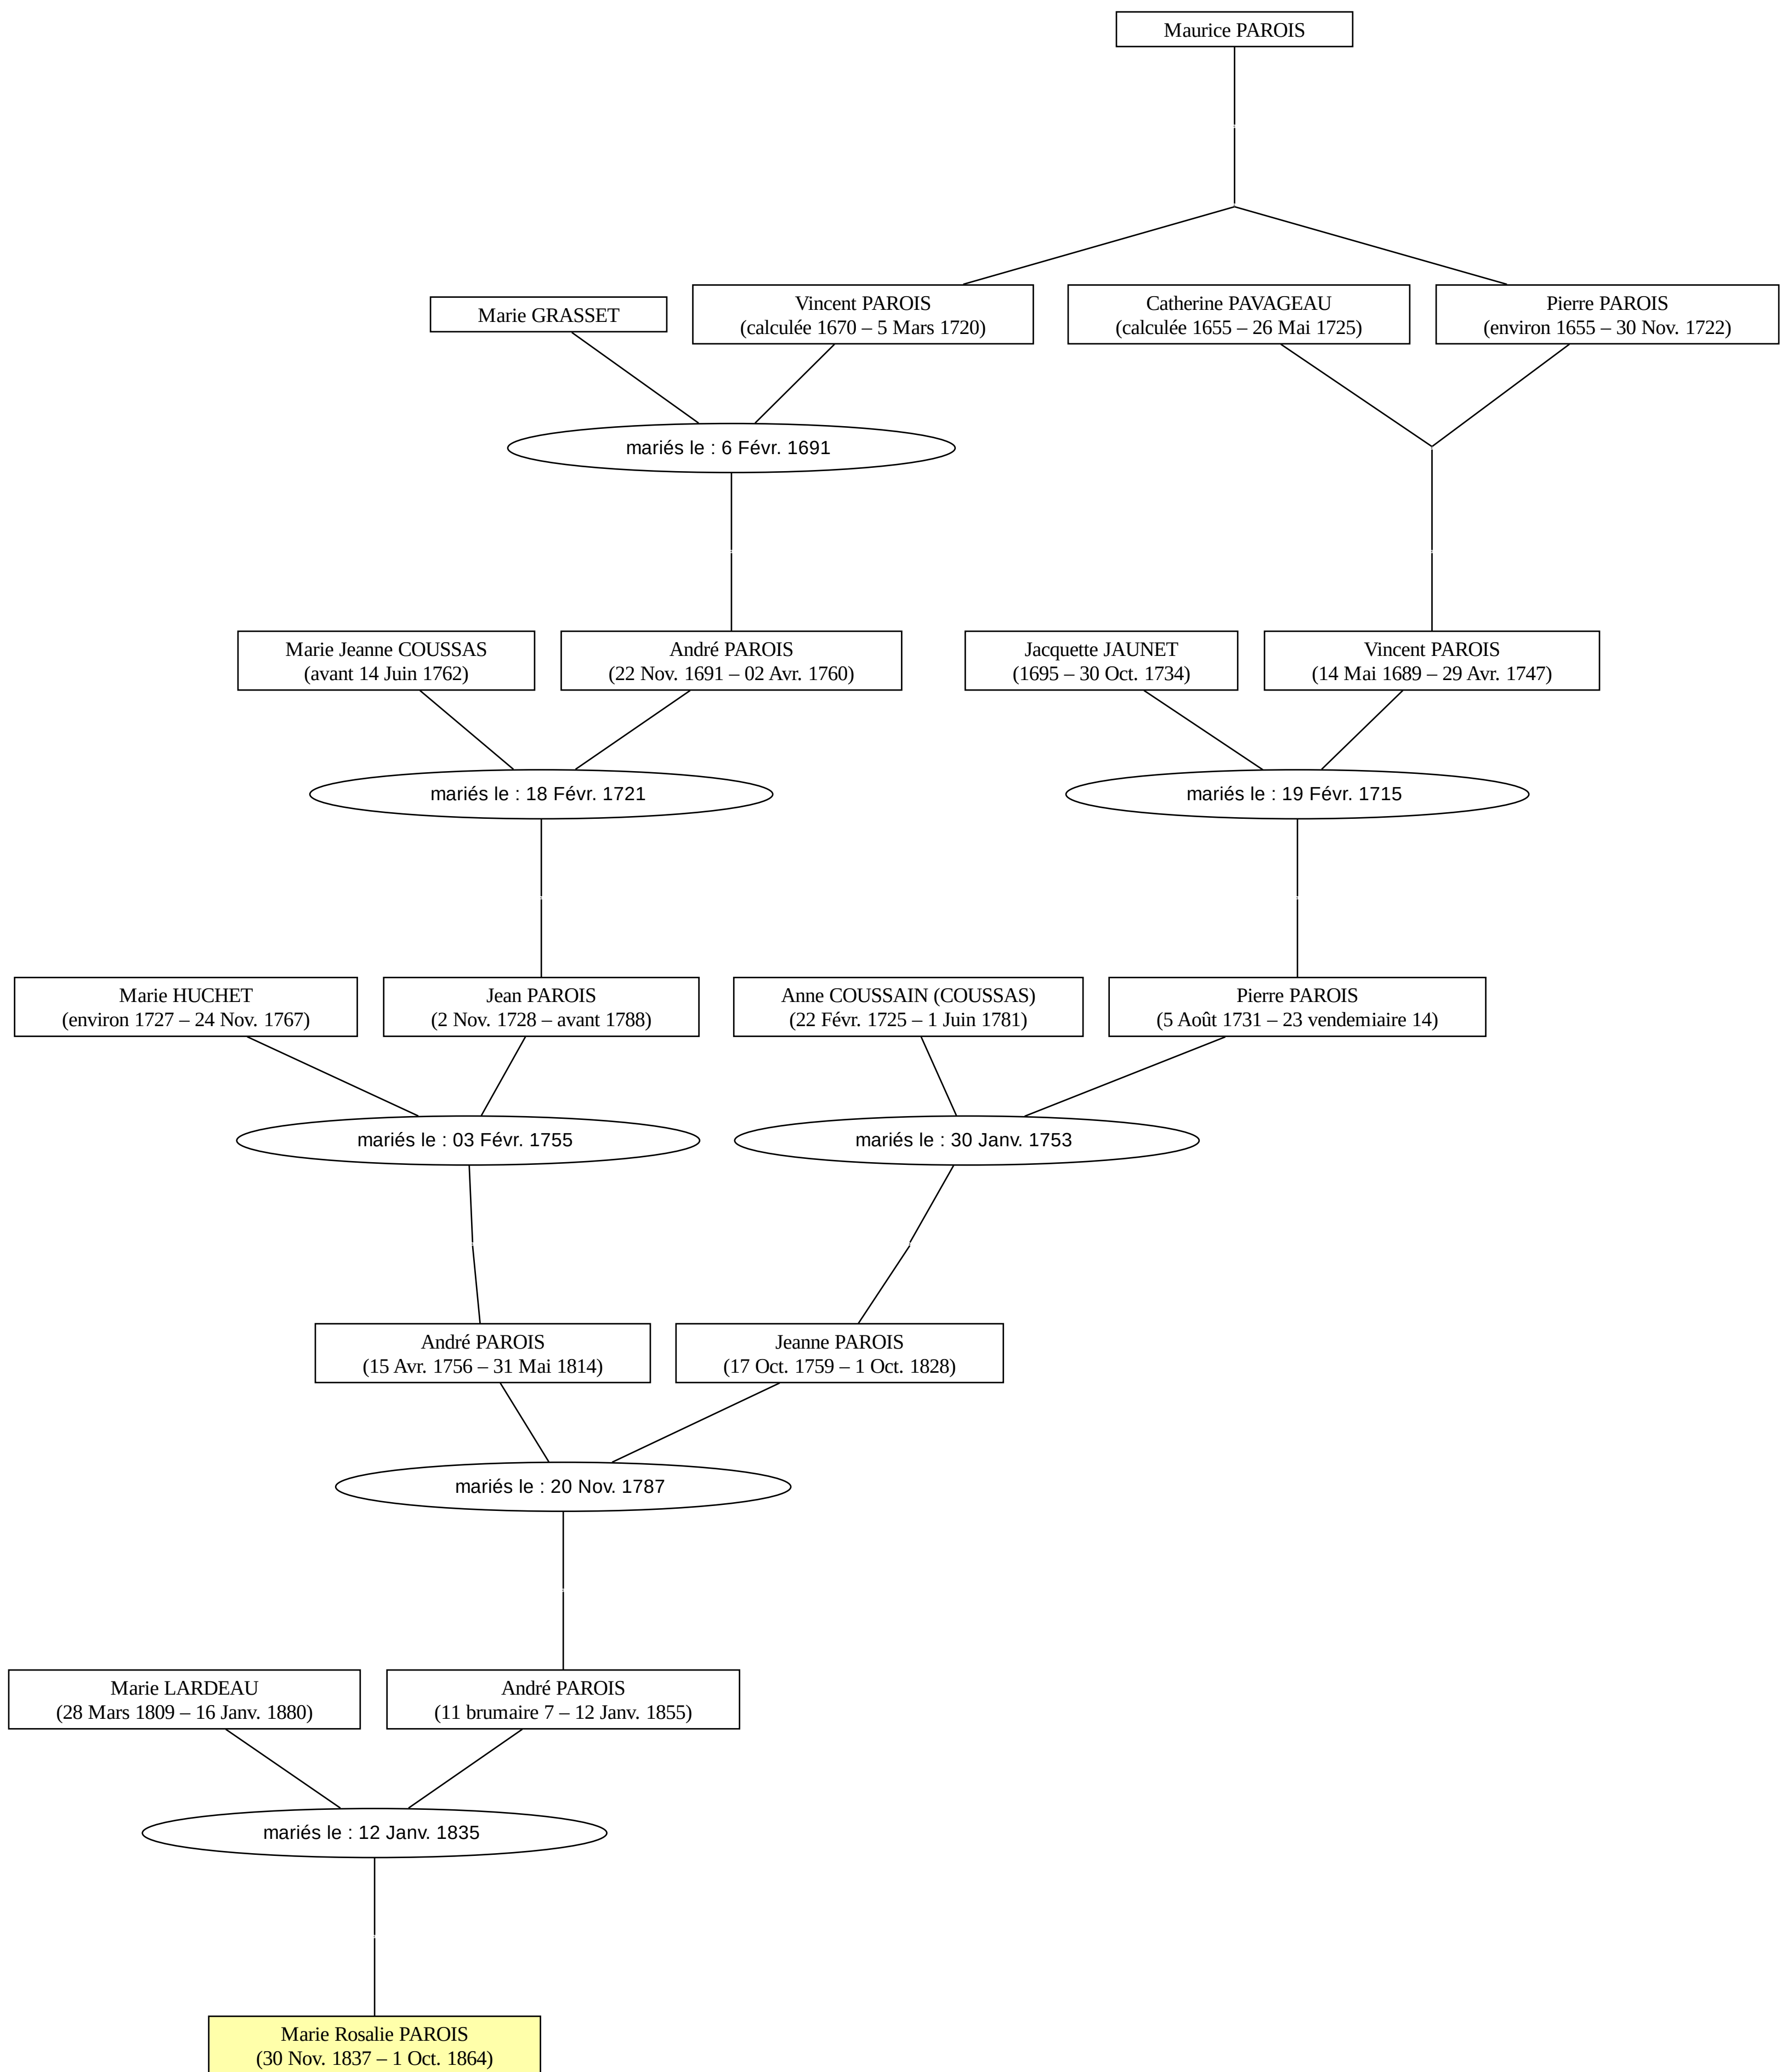 Maurice PAROIS
Marie GRASSET
Vincent PAROIS
(calculée 1670 – 5 Mars 1720)
Catherine PAVAGEAU
(calculée 1655 – 26 Mai 1725)
Pierre PAROIS
(environ 1655 – 30 Nov. 1722)
mariés le : 6 Févr. 1691
Marie Jeanne COUSSAS
(avant 14 Juin 1762)
André PAROIS
(22 Nov. 1691 – 02 Avr. 1760)
Jacquette JAUNET
(1695 – 30 Oct. 1734)
Vincent PAROIS
(14 Mai 1689 – 29 Avr. 1747)
mariés le : 18 Févr. 1721
mariés le : 19 Févr. 1715
Marie HUCHET
(environ 1727 – 24 Nov. 1767)
Jean PAROIS
(2 Nov. 1728 – avant 1788)
Anne COUSSAIN (COUSSAS)
(22 Févr. 1725 – 1 Juin 1781)
Pierre PAROIS
(5 Août 1731 – 23 vendemiaire 14)
mariés le : 03 Févr. 1755
mariés le : 30 Janv. 1753
André PAROIS
(15 Avr. 1756 – 31 Mai 1814)
Jeanne PAROIS
(17 Oct. 1759 – 1 Oct. 1828)
mariés le : 20 Nov. 1787
Marie LARDEAU
(28 Mars 1809 – 16 Janv. 1880)
André PAROIS
(11 brumaire 7 – 12 Janv. 1855)
mariés le : 12 Janv. 1835
Marie Rosalie PAROIS
(30 Nov. 1837 – 1 Oct. 1864)